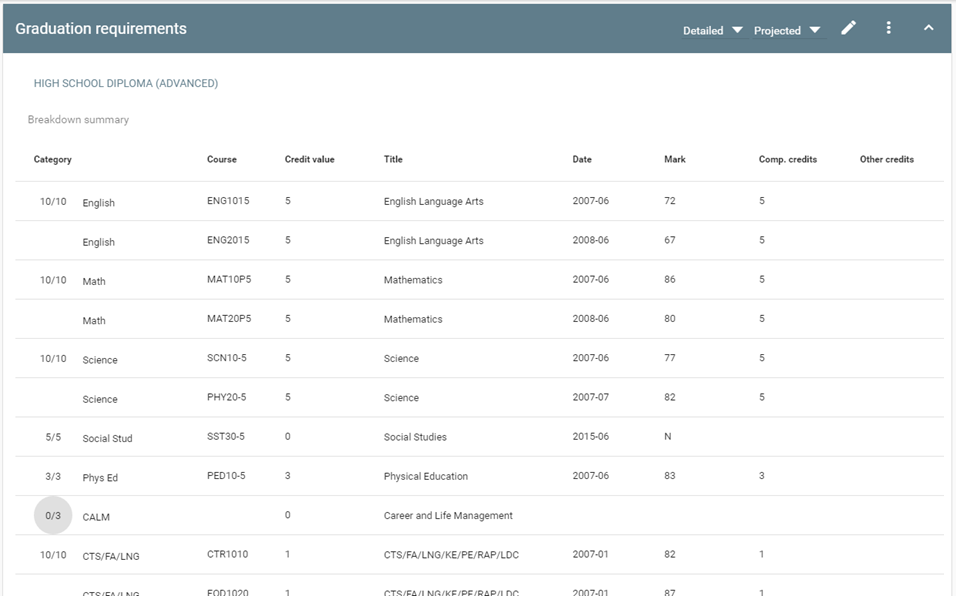 Graduation requirements Detailed Projected
HIGH SCHOOL DIPLOMA (ADVANCED)
Breakdown summary
Category Course Credit value Title Date Mark Comp. credits Other credits
10/10 English ENG1015 5 English Language Arts 2007-06 72 5
English ENG2015 5 English Language Arts 2008-06 67 5
10/10 Math MAT10P5 5 Mathematics 2007-06 86 5
Math MAT20P5 5 Mathematics 2008-06 80 5
10/10 Science SCN10-5 5 Science 2007-06 77 5
Science PHY20-5 5 Science 2007-07 82 5
5/5 Social Stud SST30-5 0 Social Studies 2015-06 N
3/3 Phys Ed PED10-5 3 Physical Education 2007-06 83 3
0/3 CALM 0 Career and Life Management
10/10 CTS/FA/LNG CTR1010 1 CTS/FA/LNG/KE/PE/RAP/LDC 2007-01 82 1
CTS/FA/LNG 1 CTS/FA/LNG/KE/PE/RAP/LDC 2007-01 87 1